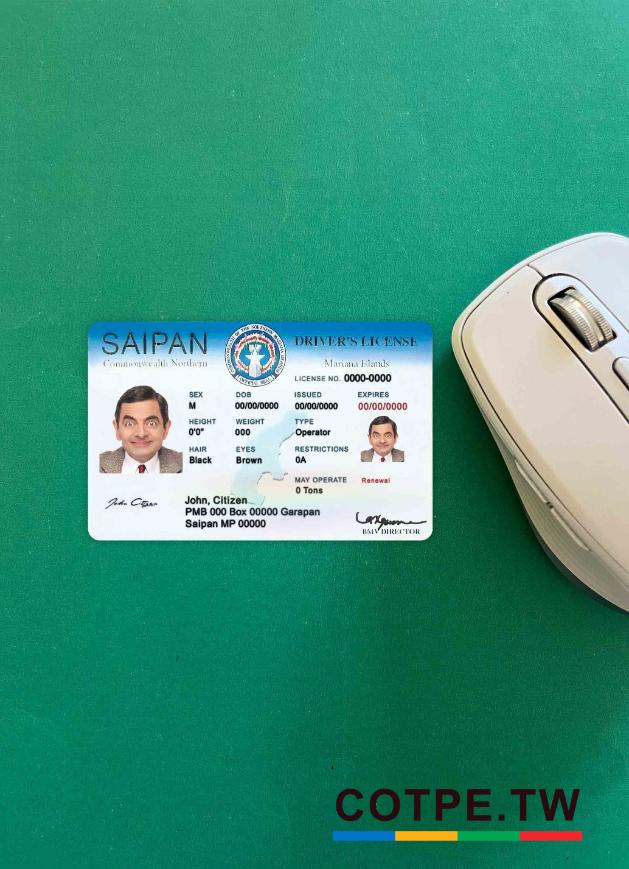 SAIPAN
DRIVER'S LICENSE
Commonwealth Northern
Mariana Islands
LICENSE NO. 0000-0000
SEX DOB ISSUED EXPIRES
M 00/00/0000 00/00/0000 00/00/0000
HEIGHT WEIGHT TYPE
0'0" 000 Operator
HAIR EYES RESTRICTIONS
Black Brown 0A
MAY OPERATE Renewal
0 Tons
John, Citizen
PMB 000 Box 00000 Garapan
Saipan MP 00000
John Citizen
BMV DIRECTOR
COTPE.TW